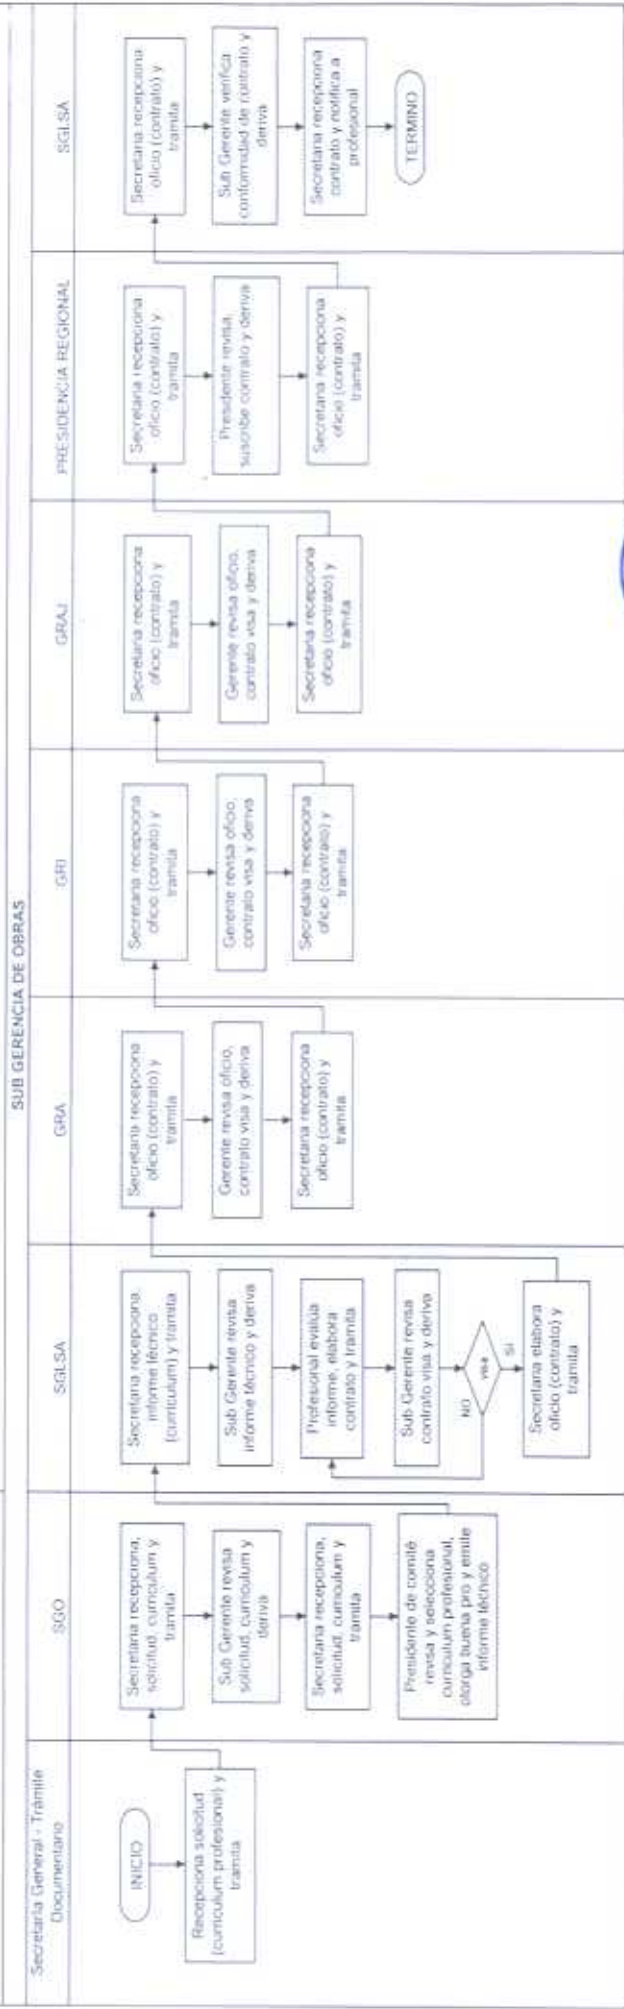 SUB GERENCIA DE OBRAS
Secretaría General - Trámite
Documentario
INICIO
Recepciona solicitud
(curriculum profesional) y
tramita
SGO
Secretaria recepciona,
solicitud, curriculum y
tramita
Sub Gerente revisa
solicitud, curriculum y
deriva
Secretaria recepciona,
solicitud, curriculum y
tramita
Presidente de comité
revisa y selecciona
curriculum profesional,
otorga buena pro y emite
informe técnico
SGLSA
Secretaria recepciona,
informe técnico
(curriculum) y tramita
Sub Gerente revisa
informe técnico y deriva
Profesional evalúa
informe, elabora
contrato y tramita
Sub Gerente revisa
contrato visa y deriva
visa
NO
SI
Secretaria elabora
oficio (contrato) y
tramita
GRA
Secretaria recepciona
oficio (contrato) y
tramita
Gerente revisa oficio,
contrato visa y deriva
Secretaria recepciona
oficio (contrato) y
tramita
GRI
Secretaria recepciona
oficio (contrato) y
tramita
Gerente revisa oficio,
contrato visa y deriva
Secretaria recepciona
oficio (contrato) y
tramita
GRAJ
Secretaria recepciona
oficio (contrato) y
tramita
Gerente revisa oficio,
contrato visa y deriva
Secretaria recepciona
oficio (contrato) y
tramita
PRESIDENCIA REGIONAL
Secretaria recepciona
oficio (contrato) y
tramita
Presidente revisa,
suscribe contrato y deriva
Secretaria recepciona
oficio (contrato) y
tramita
SGLSA
Secretaria recepciona
oficio (contrato) y
tramita
Sub Gerente verifica
conformidad de contrato y
deriva
Secretaria recepciona
contrato y notifica a
profesional
TERMINO